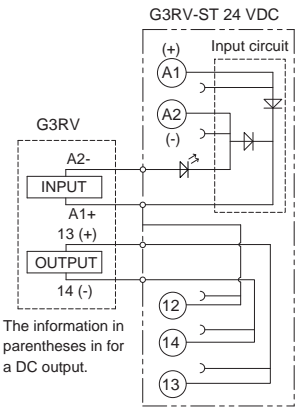 G3RV-ST 24 VDC
(+)
Input circuit
A1
A2
(-)
G3RV
A2-
INPUT
A1+
13 (+)
OUTPUT
14 (-)
12
14
13
The information in
parentheses in for
a DC output.